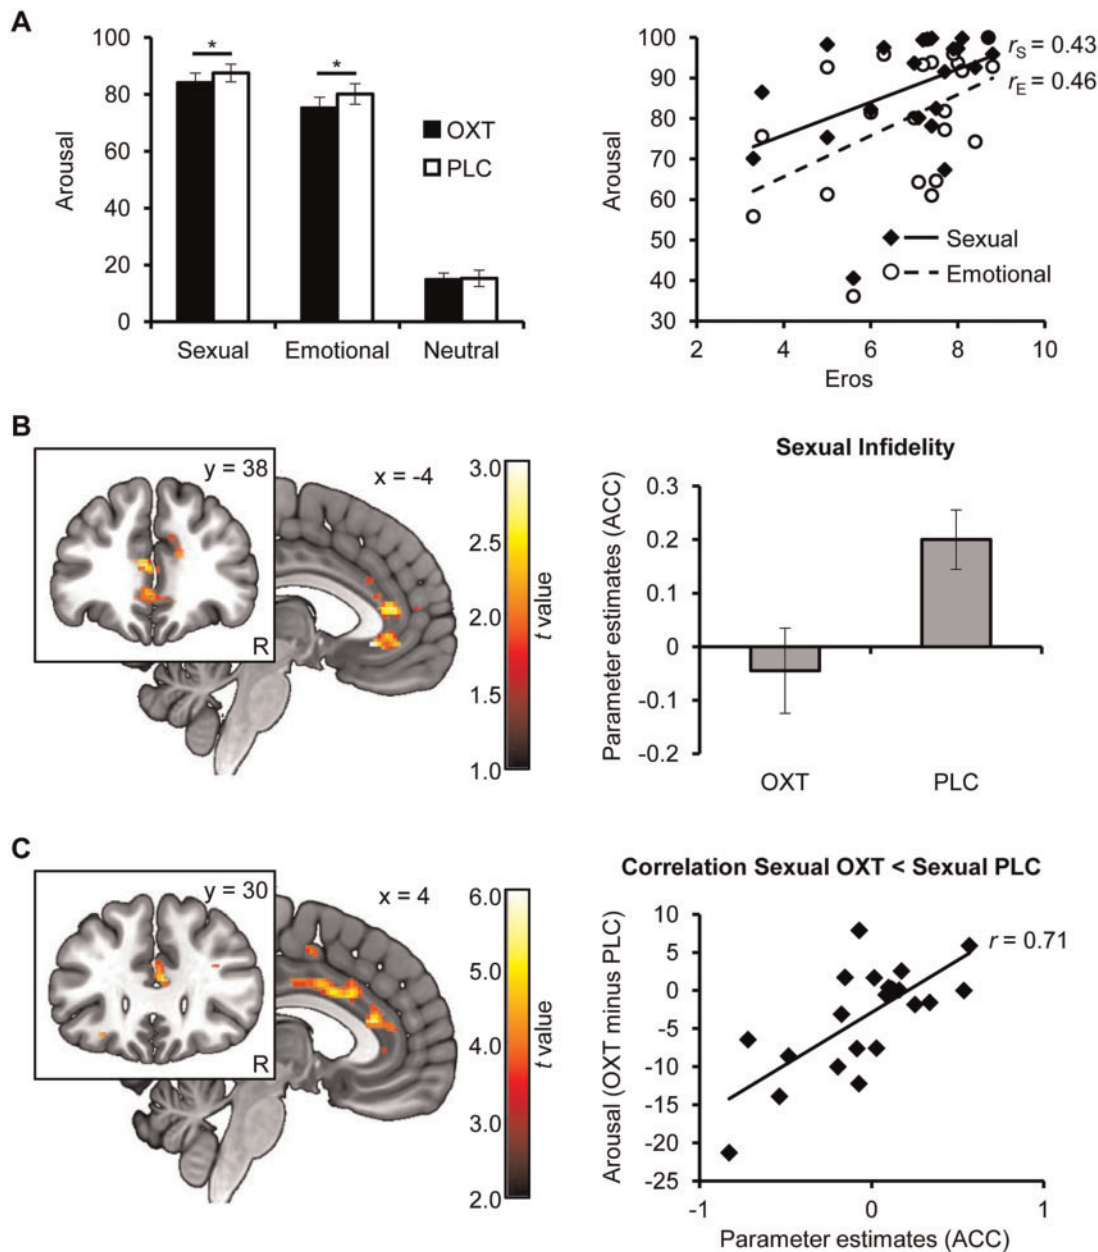 A
100
80
60
40
20
0
Arousal
*
*
OXT
PLC
Sexual
Emotional
Neutral
100
90
80
70
60
50
40
30
Arousal
rS = 0.43
rE = 0.46
Sexual
Emotional
2
4
6
8
10
Eros
B
y = 38
R
x = -4
3.0
2.5
2.0
1.5
1.0
t value
Sexual Infidelity
0.3
0.2
0.1
0
-0.1
-0.2
Parameter estimates (ACC)
OXT
PLC
C
y = 30
R
x = 4
6.0
5.0
4.0
3.0
2.0
t value
Correlation Sexual OXT < Sexual PLC
10
5
0
-5
-10
-15
-20
-25
Arousal (OXT minus PLC)
r = 0.71
-1
0
1
Parameter estimates (ACC)